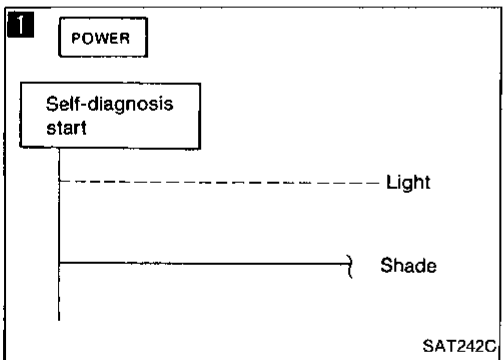 1
POWER
Self-diagnosis
start
Light
Shade
SAT242C